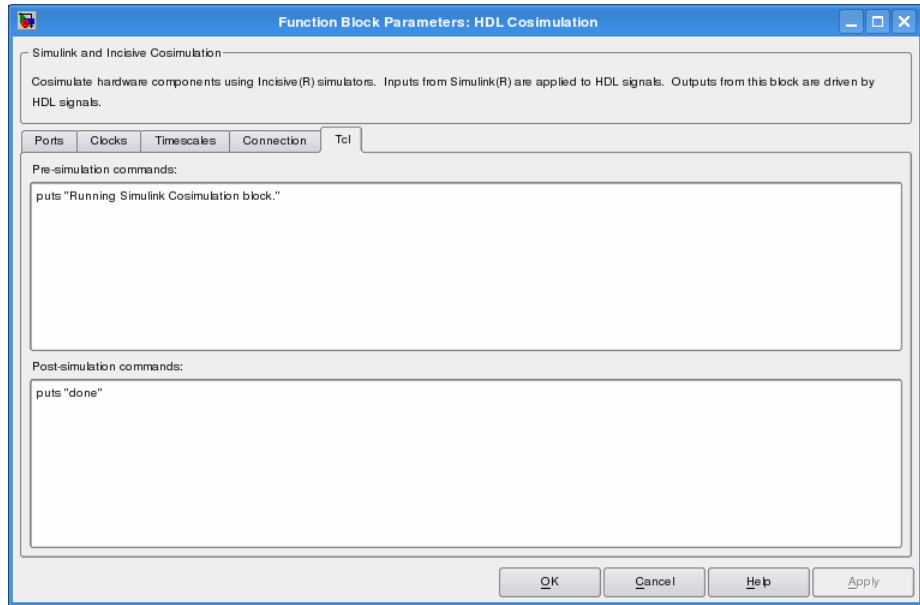 Function Block Parameters: HDL Cosimulation
Simulink and Incisive Cosimulation
Cosimulate hardware components using Incisive(R) simulators. Inputs from Simulink(R) are applied to HDL signals. Outputs from this block are driven by
HDL signals.
Ports Clocks Timescales Connection Tcl
Pre-simulation commands:
puts "Running Simulink Cosimulation block."
Post-simulation commands:
puts "done"
OK Cancel Help Apply